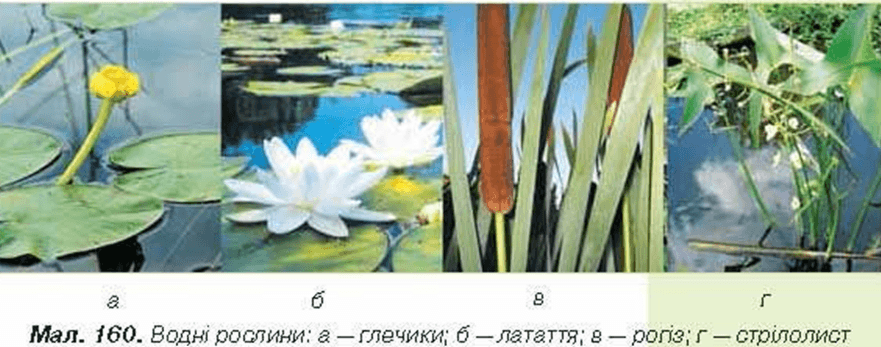 а б в г
Мал. 160. Водні рослини: а – глечики; б – латаття; в – рогіз; г – стрілолист